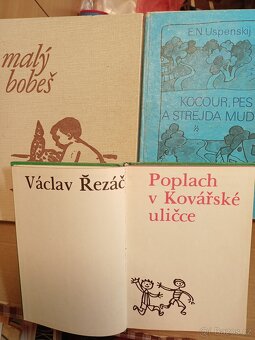 malý
bobeš
E.N. Uspenskij
KOCOUR, PES
A STREJDA MUD
Václav Řezáč
Poplach
v Kovářské
uličce